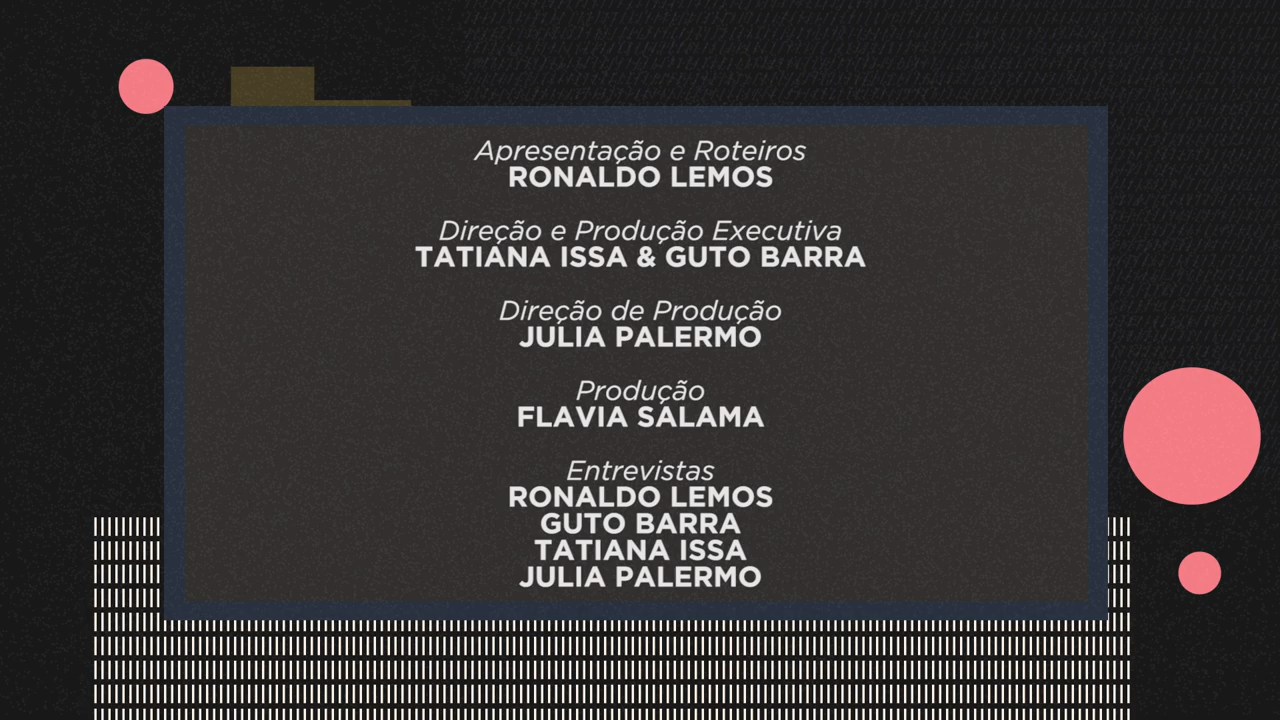 Apresentação e Roteiros
RONALDO LEMOS
Direção e Produção Executiva
TATIANA ISSA & GUTO BARRA
Direção de Produção
JULIA PALERMO
Produção
FLAVIA SALAMA
Entrevistas
RONALDO LEMOS
GUTO BARRA
TATIANA ISSA
JULIA PALERMO